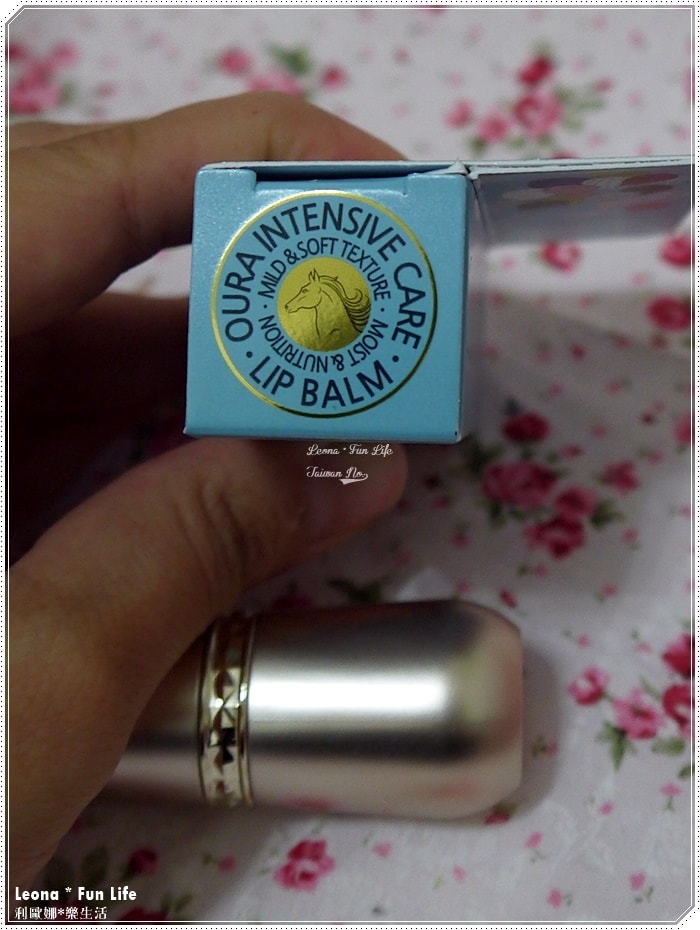 OURA INTENSIVE CARE
· LIP BALM ·
· MILD & SOFT TEXTURE ·
MOIST & NUTRITION
Leona * Fun Life
Taiwan No.
Leona * Fun Life
利歐娜*樂生活